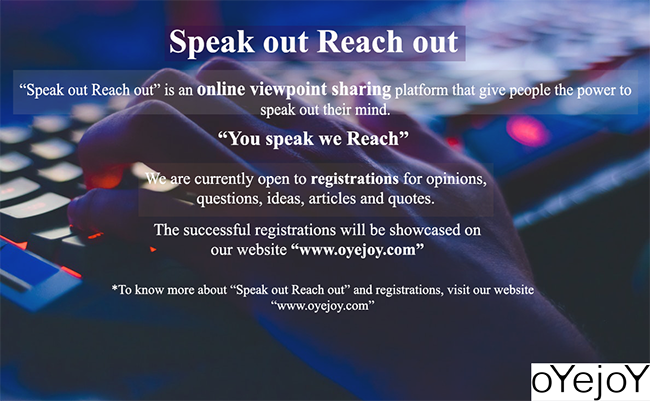 Speak out Reach out
“Speak out Reach out” is an online viewpoint sharing platform that give people the power to
speak out their mind.
“You speak we Reach”
We are currently open to registrations for opinions,
questions, ideas, articles and quotes.
The successful registrations will be showcased on
our website “www.oyejoy.com”
*To know more about “Speak out Reach out” and registrations, visit our website
“www.oyejoy.com”
oYejoY